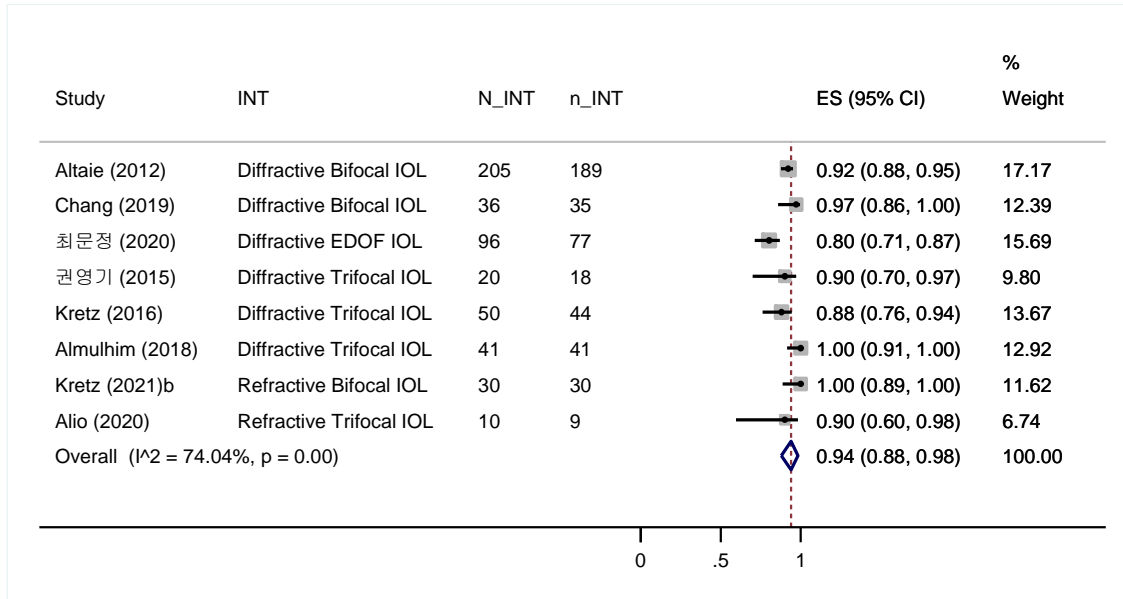 %
Study INT N_INT n_INT ES (95% CI) Weight
Altaie (2012) Diffractive Bifocal IOL 205 189 0.92 (0.88, 0.95) 17.17
Chang (2019) Diffractive Bifocal IOL 36 35 0.97 (0.86, 1.00) 12.39
최문정 (2020) Diffractive EDOF IOL 96 77 0.80 (0.71, 0.87) 15.69
권영기 (2015) Diffractive Trifocal IOL 20 18 0.90 (0.70, 0.97) 9.80
Kretz (2016) Diffractive Trifocal IOL 50 44 0.88 (0.76, 0.94) 13.67
Almulhim (2018) Diffractive Trifocal IOL 41 41 1.00 (0.91, 1.00) 12.92
Kretz (2021)b Refractive Bifocal IOL 30 30 1.00 (0.89, 1.00) 11.62
Alio (2020) Refractive Trifocal IOL 10 9 0.90 (0.60, 0.98) 6.74
Overall (I^2 = 74.04%, p = 0.00) 0.94 (0.88, 0.98) 100.00
0 .5 1